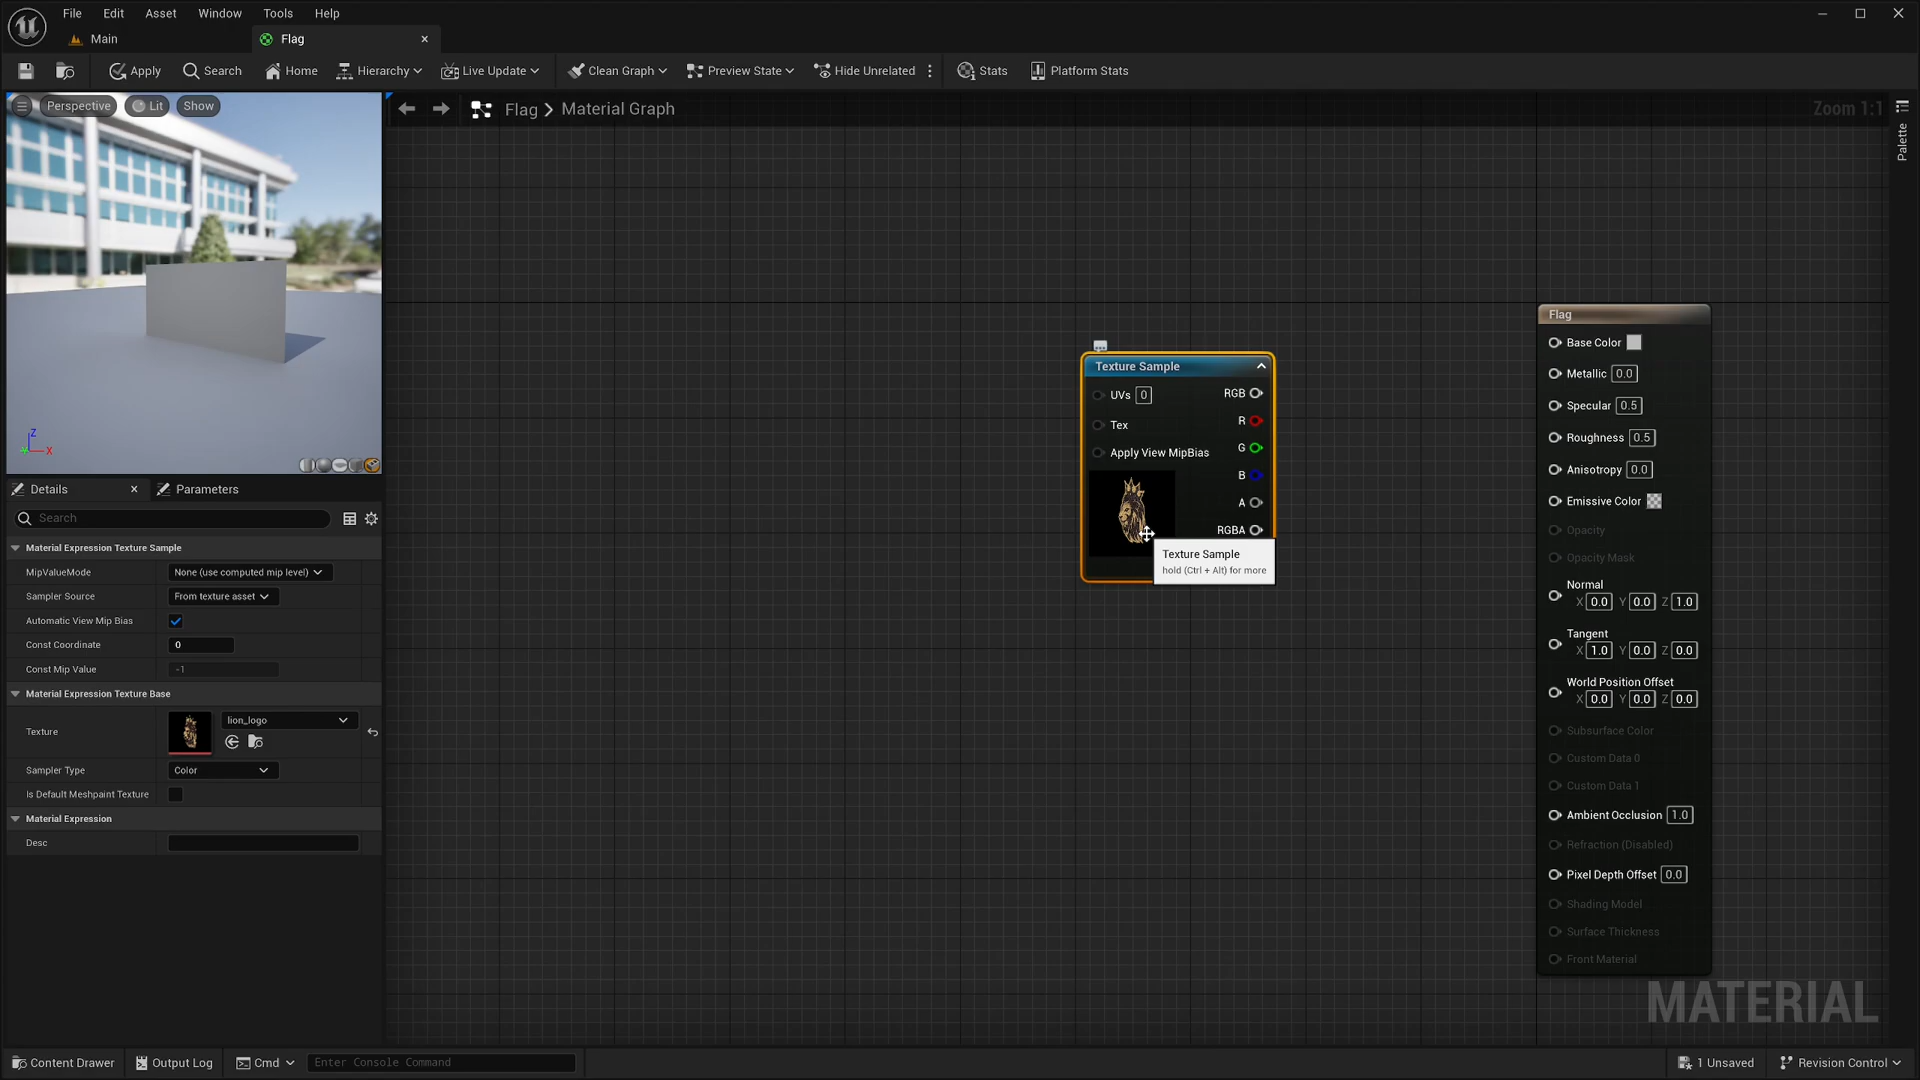 File Edit Asset Window Tools Help
Main Flag
Apply Search Home Hierarchy Live Update Clean Graph Preview State Hide Unrelated Stats Platform Stats
Perspective Lit Show
Flag Material Graph Zoom 1:1
Palette
Z
X
Flag
Base Color
Metallic 0.0
Specular 0.5
Roughness 0.5
Anisotropy 0.0
Emissive Color
Opacity
Opacity Mask
Normal
X 0.0 Y 0.0 Z 1.0
Tangent
X 1.0 Y 0.0 Z 0.0
World Position Offset
X 0.0 Y 0.0 Z 0.0
Subsurface Color
Custom Data 0
Custom Data 1
Ambient Occlusion 1.0
Refraction (Disabled)
Pixel Depth Offset 0.0
Shading Model
Surface Thickness
Front Material
Texture Sample
UVs 0 RGB
R
Tex
G
Apply View MipBias
B
A
RGBA
Texture Sample
hold (Ctrl + Alt) for more
Details Parameters
Search
Material Expression Texture Sample
MipValueMode None (use computed mip level)
Sampler Source From texture asset
Automatic View Mip Bias
Const Coordinate 0
Const Mip Value -1
Material Expression Texture Base
Texture lion_logo
Sampler Type Color
Is Default Meshpaint Texture
Material Expression
Desc
MATERIAL
Content Drawer Output Log Cmd Enter Console Command 1 Unsaved Revision Control